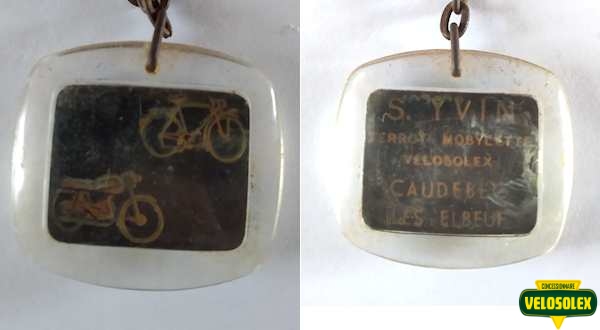 S. YVIN
TERROT MOBYLETTE
VELOSOLEX
CAUDEBEC
LES ELBEUF
CONCESSIONNAIRE
VELOSOLEX